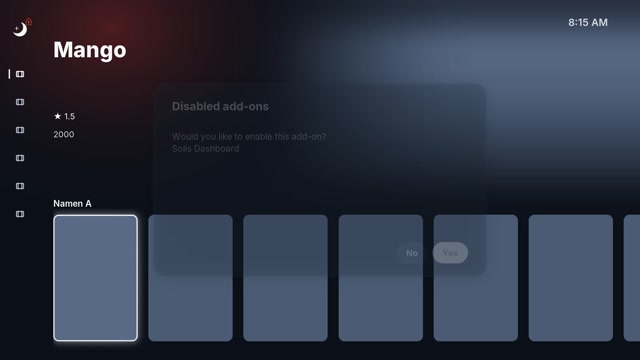 8:15 AM
Mango
★ 1.5
2000
Disabled add-ons
Would you like to enable this add-on?
Solis Dashboard
No
Yes
Namen A